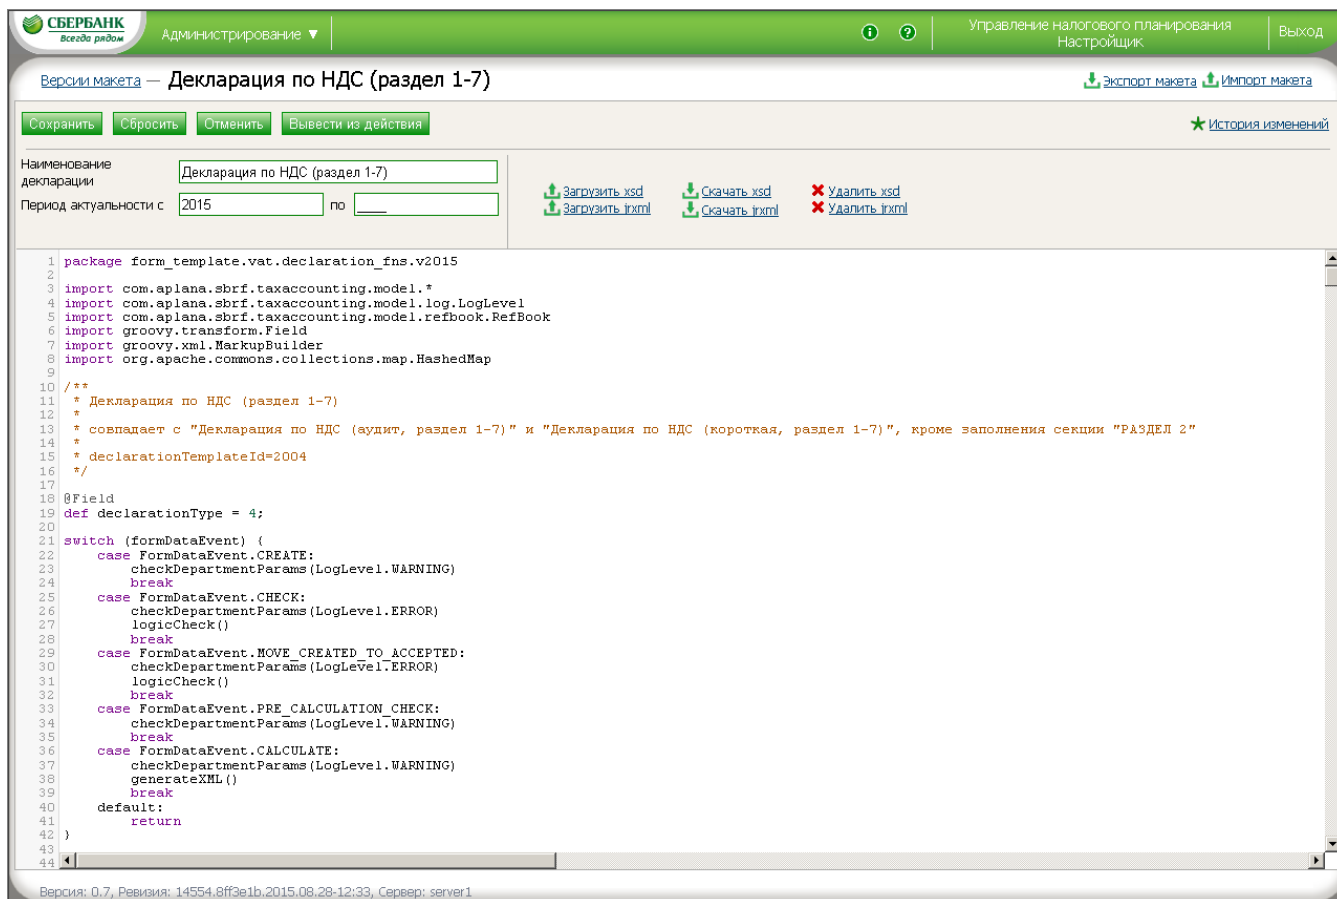 СБЕРБАНК
Всегда рядом
Администрирование ▼
Управление налогового планирования
Настройщик
Выход
Версии макета — Декларация по НДС (раздел 1-7)
Экспорт макета Импорт макета
Сохранить Сбросить Отменить Вывести из действия
История изменений
Наименование
декларации
Декларация по НДС (раздел 1-7)
Период актуальности с 2015 по ____
Загрузить xsd Скачать xsd Удалить xsd
Загрузить jrxml Скачать jrxml Удалить jrxml
1 package form_template.vat.declaration_fns.v2015
2
3 import com.aplana.sbrf.taxaccounting.model.*
4 import com.aplana.sbrf.taxaccounting.model.log.LogLevel
5 import com.aplana.sbrf.taxaccounting.model.refbook.RefBook
6 import groovy.transform.Field
7 import groovy.xml.MarkupBuilder
8 import org.apache.commons.collections.map.HashedMap
9
10 /**
11 * Декларация по НДС (раздел 1-7)
12 *
13 * совпадает с "Декларация по НДС (аудит, раздел 1-7)" и "Декларация по НДС (короткая, раздел 1-7)", кроме заполнения секции "РАЗДЕЛ 2"
14 *
15 * declarationTemplateId=2004
16 */
17
18 @Field
19 def declarationType = 4;
20
21 switch (formDataEvent) {
22 case FormDataEvent.CREATE:
23 checkDepartmentParams(LogLevel.WARNING)
24 break
25 case FormDataEvent.CHECK:
26 checkDepartmentParams(LogLevel.ERROR)
27 logicCheck()
28 break
29 case FormDataEvent.MOVE_CREATED_TO_ACCEPTED:
30 checkDepartmentParams(LogLevel.ERROR)
31 logicCheck()
32 break
33 case FormDataEvent.PRE_CALCULATION_CHECK:
34 checkDepartmentParams(LogLevel.WARNING)
35 break
36 case FormDataEvent.CALCULATE:
37 checkDepartmentParams(LogLevel.WARNING)
38 generateXML()
39 break
40 default:
41 return
42 }
43
44
Версия: 0.7, Ревизия: 14554.8ff3e1b.2015.08.28-12:33, Сервер: server1